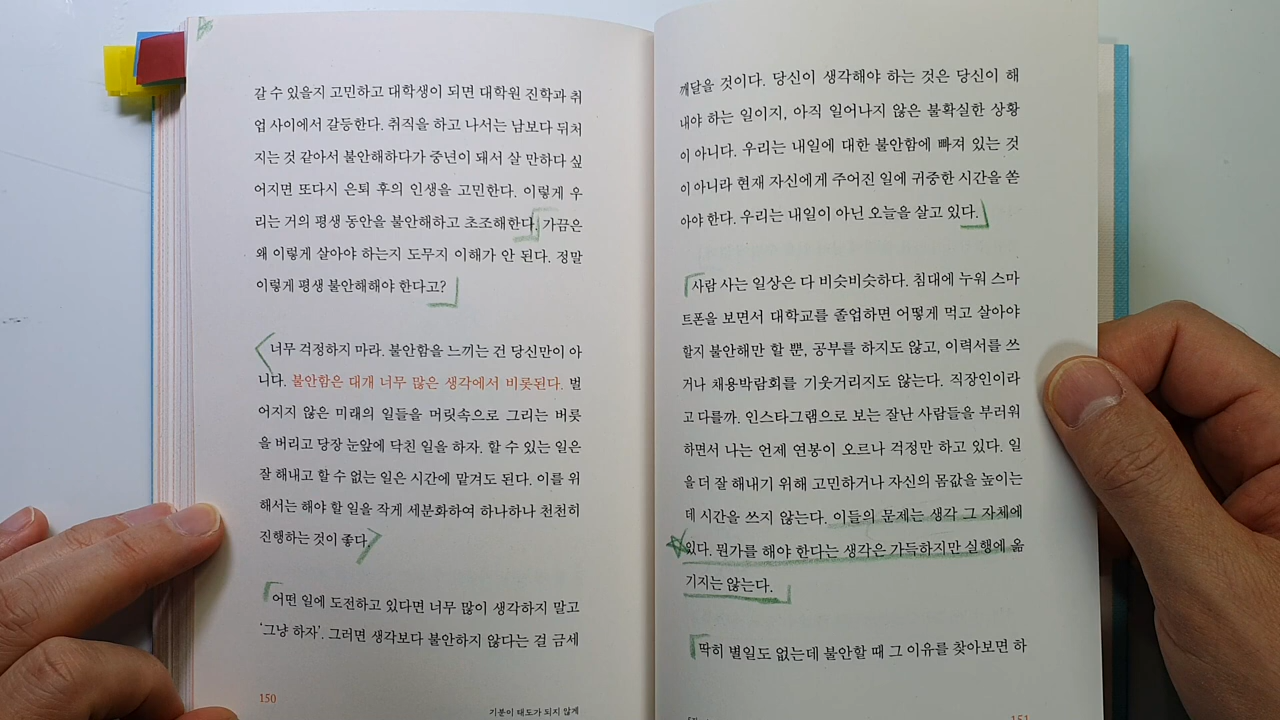 갈 수 있을지 고민하고 대학생이 되면 대학원 진학과 취
업 사이에서 갈등한다. 취직을 하고 나서는 남보다 뒤처
지는 것 같아서 불안해하다가 중년이 돼서 살 만하다 싶
어지면 또다시 은퇴 후의 인생을 고민한다. 이렇게 우
리는 거의 평생 동안을 불안해하고 초조해한다. 가끔은
왜 이렇게 살아야 하는지 도무지 이해가 안 된다. 정말
이렇게 평생 불안해해야 한다고?
너무 걱정하지 마라. 불안함을 느끼는 건 당신만이 아
니다. 불안함은 대개 너무 많은 생각에서 비롯된다. 벌
어지지 않은 미래의 일들을 머릿속으로 그리는 버릇
을 버리고 당장 눈앞에 닥친 일을 하자. 할 수 있는 일은
잘 해내고 할 수 없는 일은 시간에 맡겨도 된다. 이를 위
해서는 해야 할 일을 작게 세분화하여 하나하나 천천히
진행하는 것이 좋다.
어떤 일에 도전하고 있다면 너무 많이 생각하지 말고
‘그냥 하자’. 그러면 생각보다 불안하지 않다는 걸 금세
150
기분이 태도가 되지 않게
깨달을 것이다. 당신이 생각해야 하는 것은 당신이 해
내야 하는 일이지, 아직 일어나지 않은 불확실한 상황
이 아니다. 우리는 내일에 대한 불안함에 빠져 있는 것
이 아니라 현재 자신에게 주어진 일에 귀중한 시간을 쏟
아야 한다. 우리는 내일이 아닌 오늘을 살고 있다.
사람 사는 일상은 다 비슷비슷하다. 침대에 누워 스마
트폰을 보면서 대학교를 졸업하면 어떻게 먹고 살아야
할지 불안해만 할 뿐, 공부를 하지도 않고, 이력서를 쓰
거나 채용박람회를 기웃거리지도 않는다. 직장인이라
고 다를까. 인스타그램으로 보는 잘난 사람들을 부러워
하면서 나는 언제 연봉이 오르나 걱정만 하고 있다. 일
을 더 잘 해내기 위해 고민하거나 자신의 몸값을 높이는
데 시간을 쓰지 않는다. 이들의 문제는 생각 그 자체에
있다. 뭔가를 해야 한다는 생각은 가득하지만 실행에 옮
기지는 않는다.
딱히 별일도 없는데 불안할 때 그 이유를 찾아보면 하
151